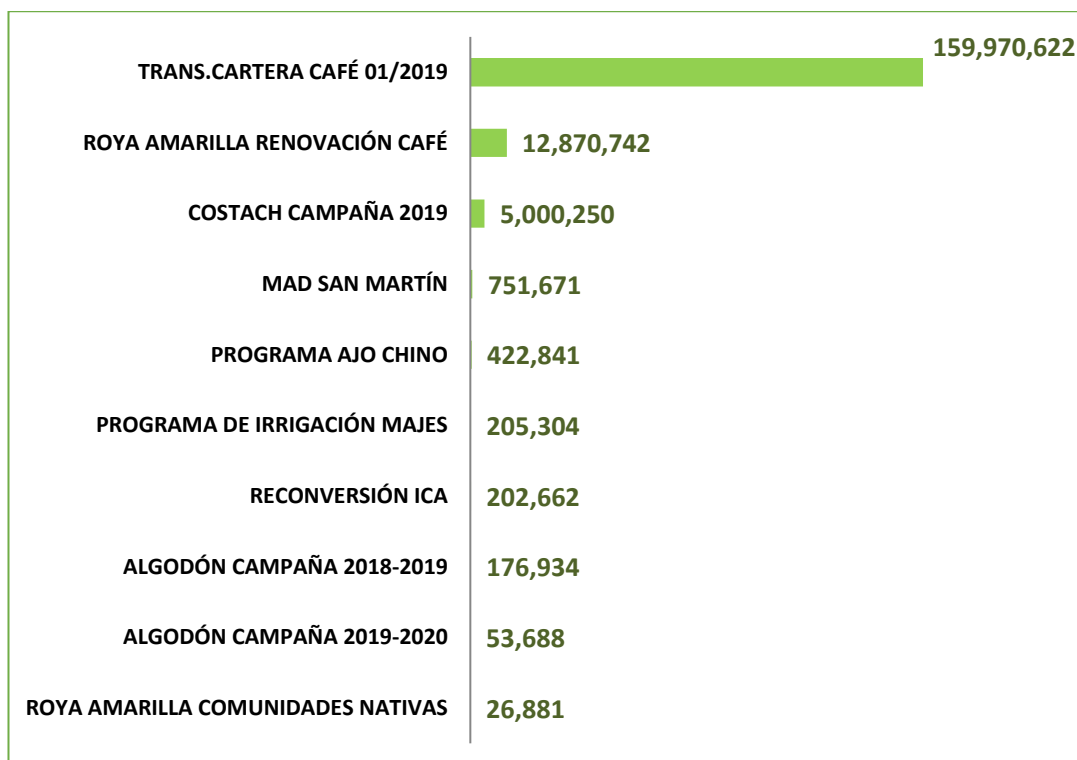 TRANS.CARTERA CAFÉ 01/2019 159,970,622
ROYA AMARILLA RENOVACIÓN CAFÉ 12,870,742
COSTACH CAMPAÑA 2019 5,000,250
MAD SAN MARTÍN 751,671
PROGRAMA AJO CHINO 422,841
PROGRAMA DE IRRIGACIÓN MAJES 205,304
RECONVERSIÓN ICA 202,662
ALGODÓN CAMPAÑA 2018-2019 176,934
ALGODÓN CAMPAÑA 2019-2020 53,688
ROYA AMARILLA COMUNIDADES NATIVAS 26,881